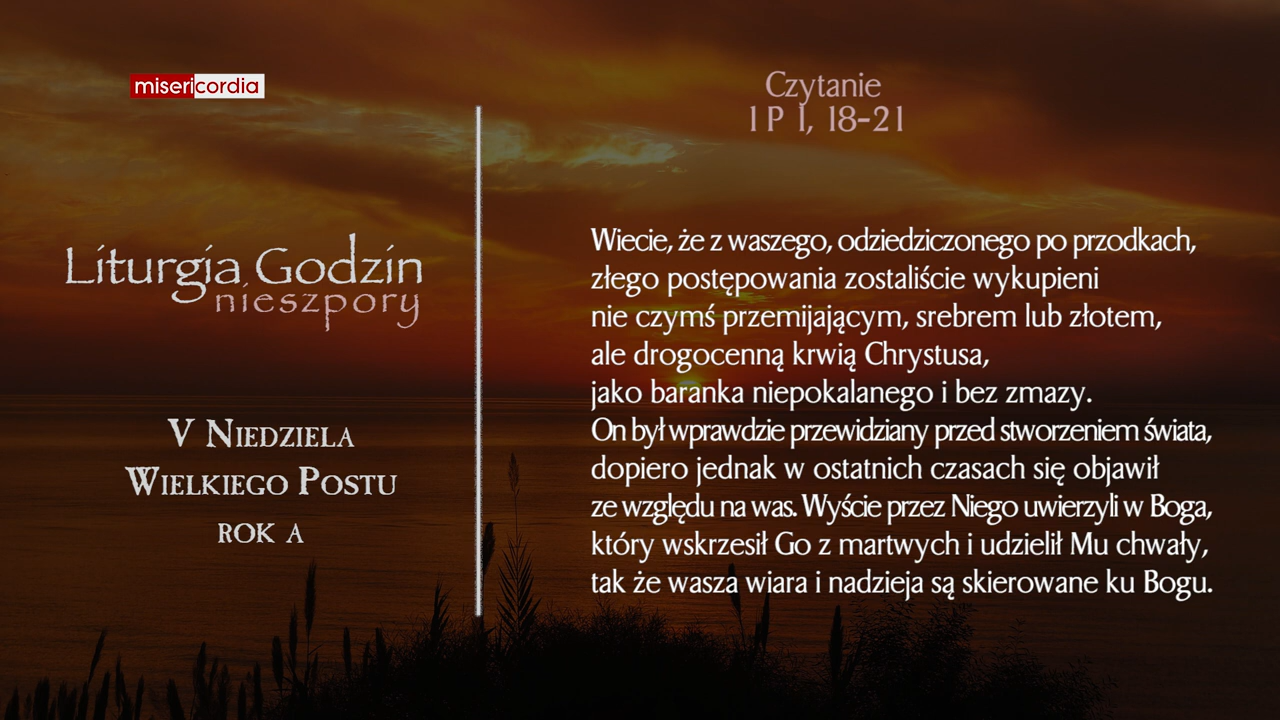 misericordia
Liturgia Godzin
nieszpory
V Niedziela
Wielkiego Postu
rok A
Czytanie
1 P 1, 18-21
Wiecie, że z waszego, odziedziczonego po przodkach,
złego postępowania zostaliście wykupieni
nie czymś przemijającym, srebrem lub złotem,
ale drogocenną krwią Chrystusa,
jako baranka niepokalanego i bez zmazy.
On był wprawdzie przewidziany przed stworzeniem świata,
dopiero jednak w ostatnich czasach się objawił
ze względu na was. Wyście przez Niego uwierzyli w Boga,
który wskrzesił Go z martwych i udzielił Mu chwały,
tak że wasza wiara i nadzieja są skierowane ku Bogu.